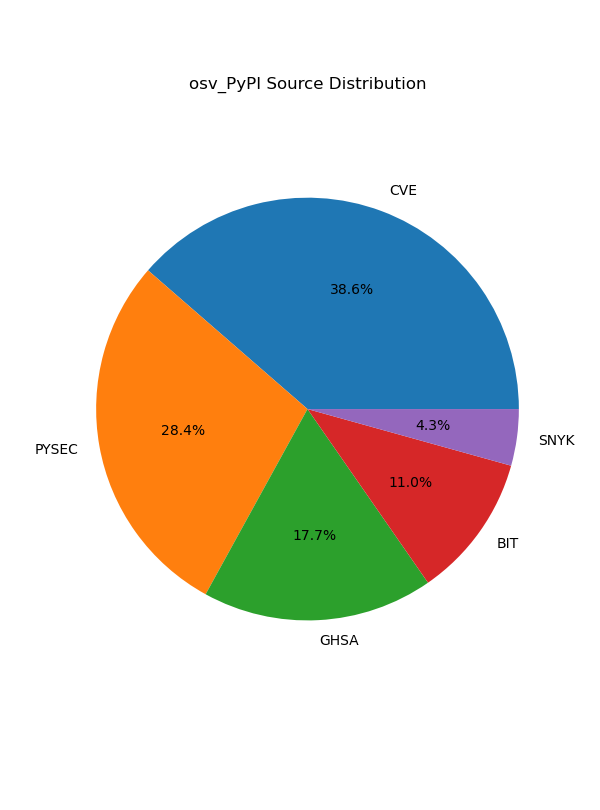 osv_PyPI Source Distribution
CVE
38.6%
28.4%
4.3%
PYSEC
SNYK
11.0%
17.7%
BIT
GHSA